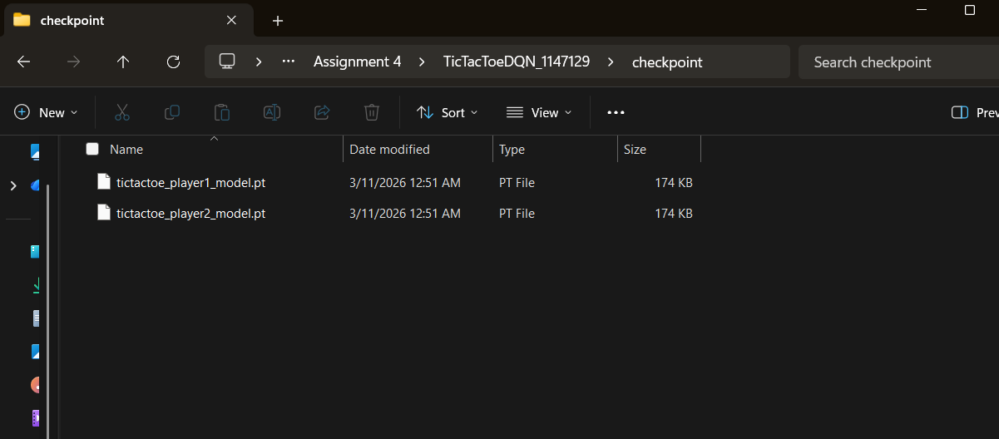 checkpoint
... Assignment 4 > TicTacToeDQN_1147129 > checkpoint
Search checkpoint
New
Sort
View
Name Date modified Type Size
tictactoe_player1_model.pt 3/11/2026 12:51 AM PT File 174 KB
tictactoe_player2_model.pt 3/11/2026 12:51 AM PT File 174 KB